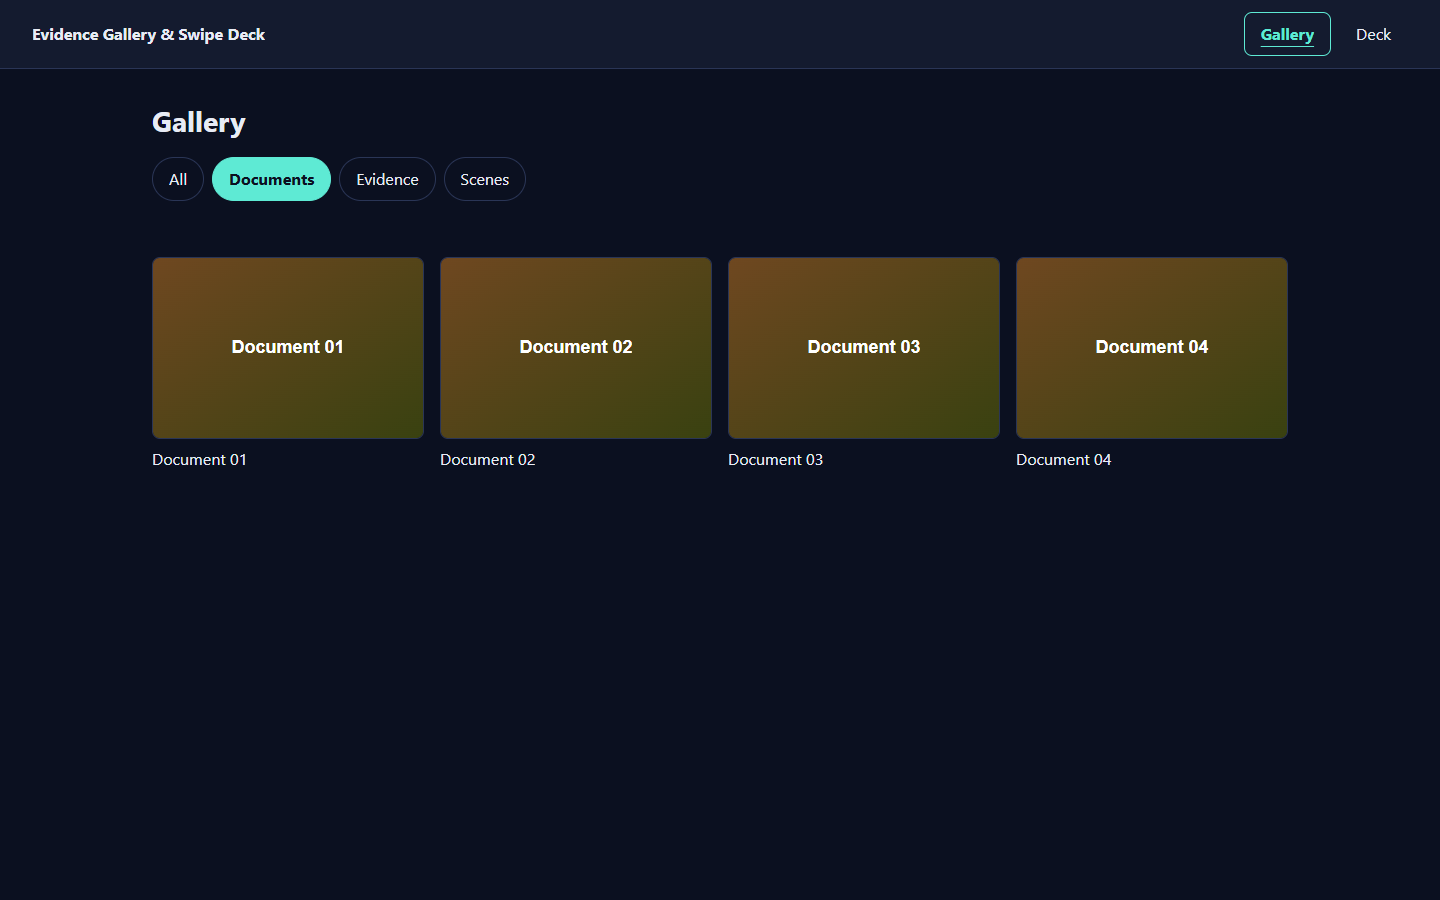 Evidence Gallery & Swipe Deck
Gallery
Deck
Gallery
All
Documents
Evidence
Scenes
Document 01
Document 02
Document 03
Document 04
Document 01
Document 02
Document 03
Document 04